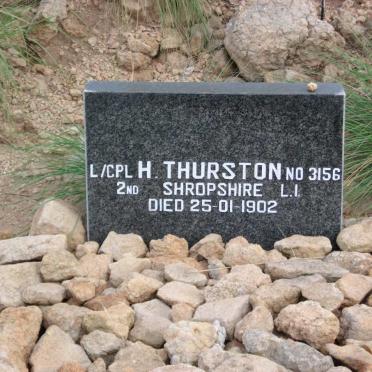 L/CPL H. THURSTON NO 3156
2ND SHROPSHIRE L.I.
DIED 25-01-1902